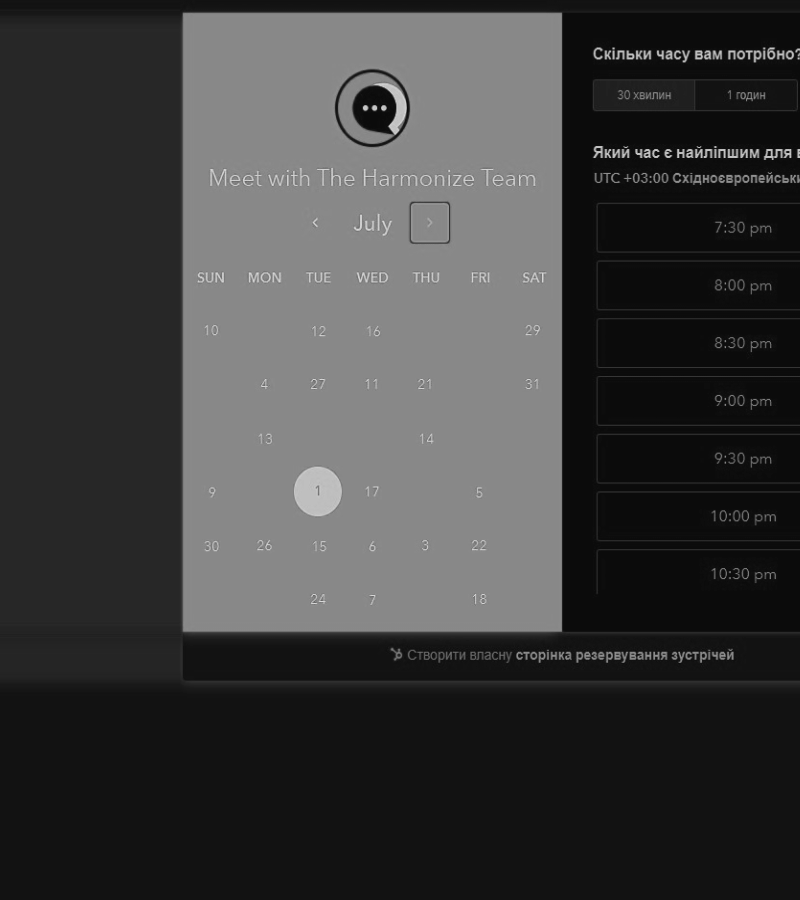 Meet with The Harmonize Team
July
SUN MON TUE WED THU FRI SAT
10 12 16 29
4 27 11 21 31
13 14
9 1 17 5
30 26 15 6 3 22
24 7 18
Скільки часу вам потрібно?
30 хвилин 1 годин
Який час є найліпшим для
UTC +03:00
7:30 pm
8:00 pm
8:30 pm
9:00 pm
9:30 pm
10:00 pm
10:30 pm
Створити власну сторінка резервування зустрічей